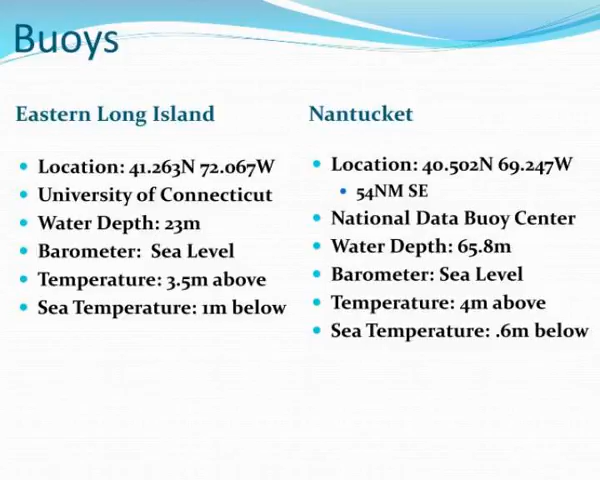 Buoys
Eastern Long Island
Location: 41.263N 72.067W
University of Connecticut
Water Depth: 23m
Barometer: Sea Level
Temperature: 3.5m above
Sea Temperature: 1m below
Nantucket
Location: 40.502N 69.247W
54NM SE
National Data Buoy Center
Water Depth: 65.8m
Barometer: Sea Level
Temperature: 4m above
Sea Temperature: .6m below